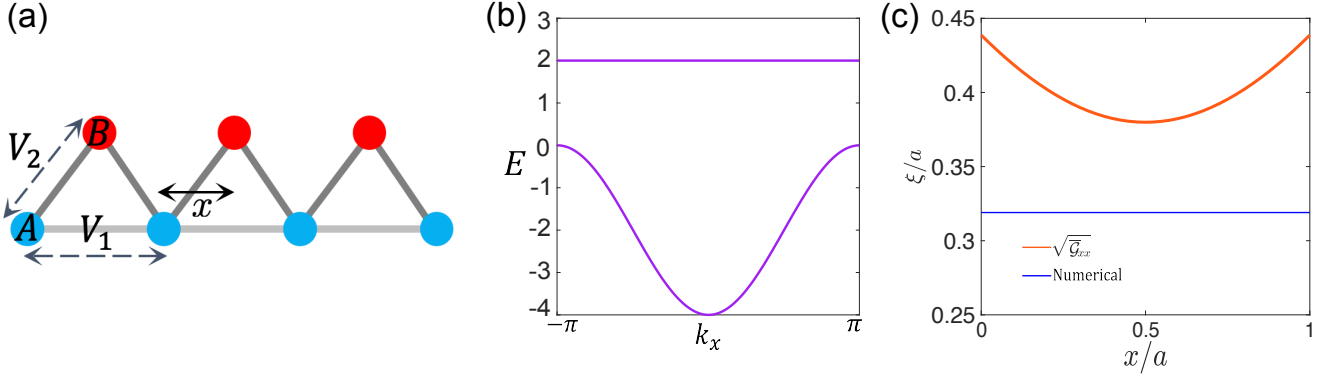 (a)
B
V₂
x
A
V₁
(b)
3
2
1
0
E
-1
-2
-3
-4
−π
kₓ
π
(c)
0.45
0.4
0.35
0.3
0.25
ξ/a
√𝒢̅ₓₓ
Numerical
0
0.5
1
x/a